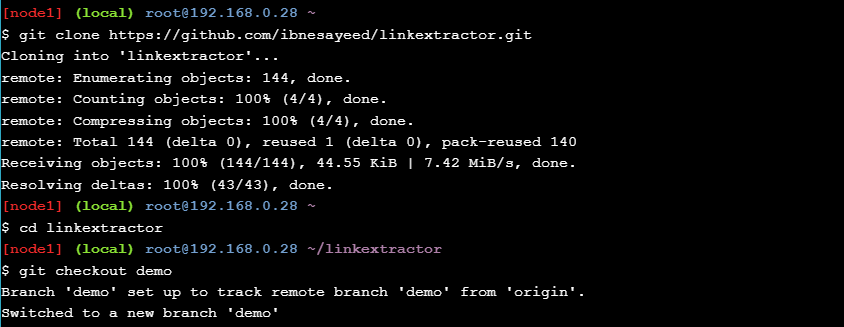 [node1] (local) root@192.168.0.28 ~
$ git clone https://github.com/ibnesayeed/linkextractor.git
Cloning into 'linkextractor'...
remote: Enumerating objects: 144, done.
remote: Counting objects: 100% (4/4), done.
remote: Compressing objects: 100% (4/4), done.
remote: Total 144 (delta 0), reused 1 (delta 0), pack-reused 140
Receiving objects: 100% (144/144), 44.55 KiB | 7.42 MiB/s, done.
Resolving deltas: 100% (43/43), done.
[node1] (local) root@192.168.0.28 ~
$ cd linkextractor
[node1] (local) root@192.168.0.28 ~/linkextractor
$ git checkout demo
Branch 'demo' set up to track remote branch 'demo' from 'origin'.
Switched to a new branch 'demo'